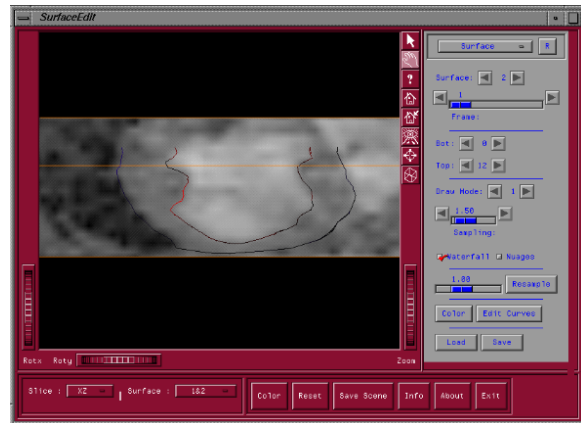 SurfaceEdit
Surface
R
Surface: 2
1
Frame:
Bot: 0
Top: 12
Draw Mode: 1
1.50
Sampling:
Waterfall Nuages
1.00
Resample
Color Edit Curves
Load Save
Rotx Roty Zoom
Slice : XZ Surface : 1&2 Color Reset Save Scene Info About Exit